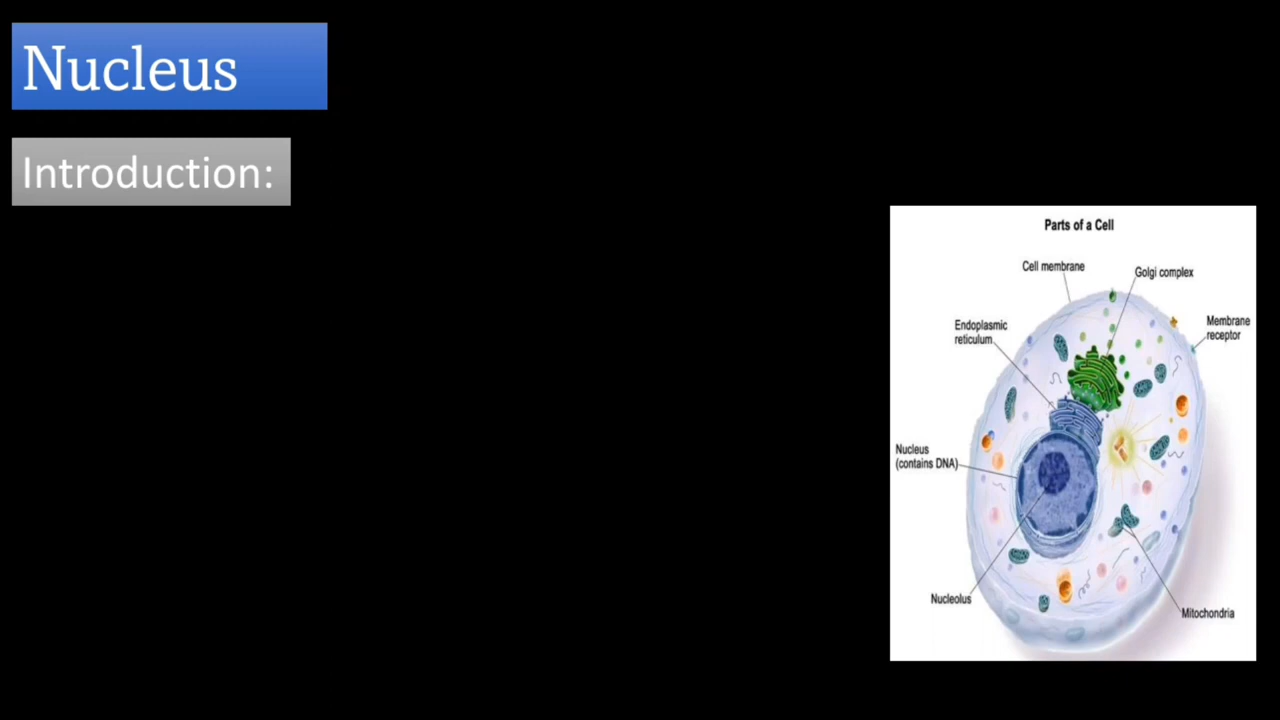 Nucleus
Introduction:
Parts of a Cell
Cell membrane
Golgi complex
Endoplasmic
reticulum
Membrane
receptor
Nucleus
(contains DNA)
Nucleolus
Mitochondria